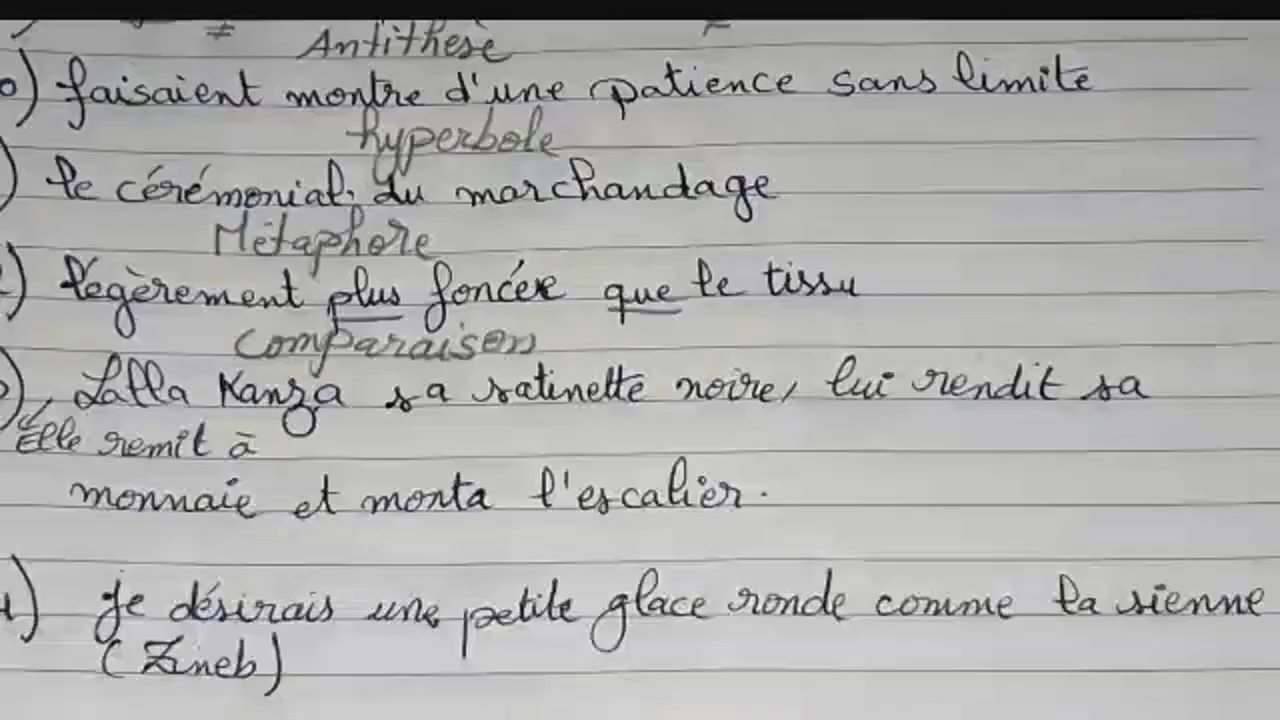 ≠ Antithèse
0) faisaient montre d'une patience sans limite
hyperbole
) le cérémonial du marchandage
Métaphore
) légèrement plus foncée que le tissu
comparaison
), Lalla Kanza sa satinette noire, lui rendit sa
Elle remit à
monnaie et monta l'escalier.
) Je désirais une petite glace ronde comme la sienne
(Zineb)